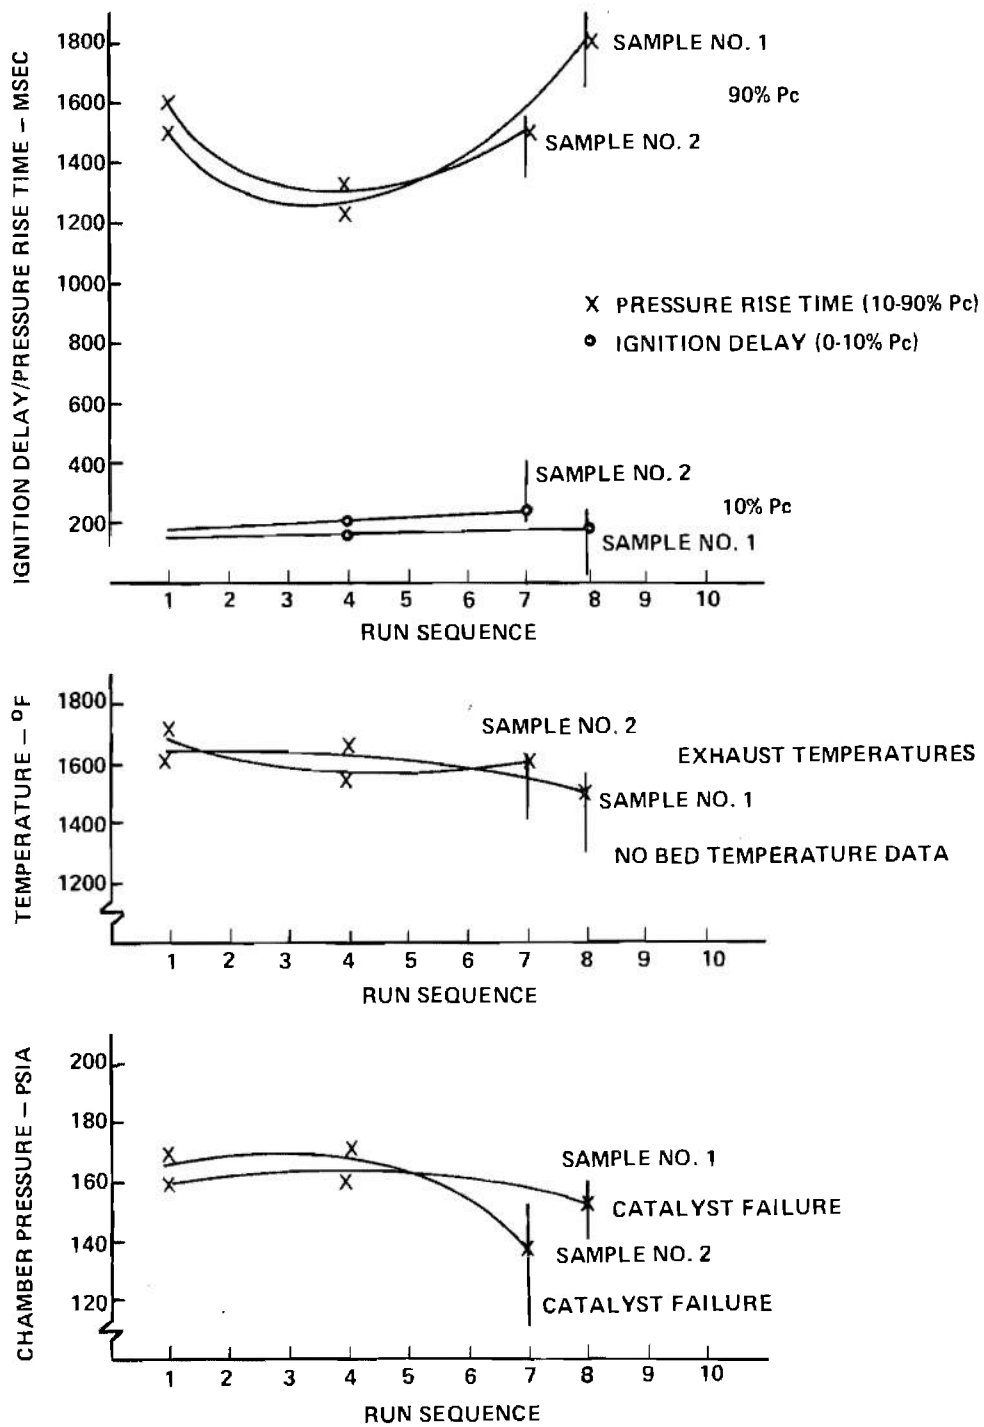 IGNITION DELAY/PRESSURE RISE TIME – MSEC
1800
1600
1400
1200
1000
800
600
400
200
SAMPLE NO. 1
90% Pc
SAMPLE NO. 2
X PRESSURE RISE TIME (10-90% Pc)
IGNITION DELAY (0-10% Pc)
SAMPLE NO. 2
10% Pc
SAMPLE NO. 1
1 2 3 4 5 6 7 8 9 10
RUN SEQUENCE
TEMPERATURE – °F
1800
1600
1400
1200
SAMPLE NO. 2
EXHAUST TEMPERATURES
SAMPLE NO. 1
NO BED TEMPERATURE DATA
1 2 3 4 5 6 7 8 9 10
RUN SEQUENCE
CHAMBER PRESSURE – PSIA
200
180
160
140
120
SAMPLE NO. 1
CATALYST FAILURE
SAMPLE NO. 2
CATALYST FAILURE
1 2 3 4 5 6 7 8 9 10
RUN SEQUENCE